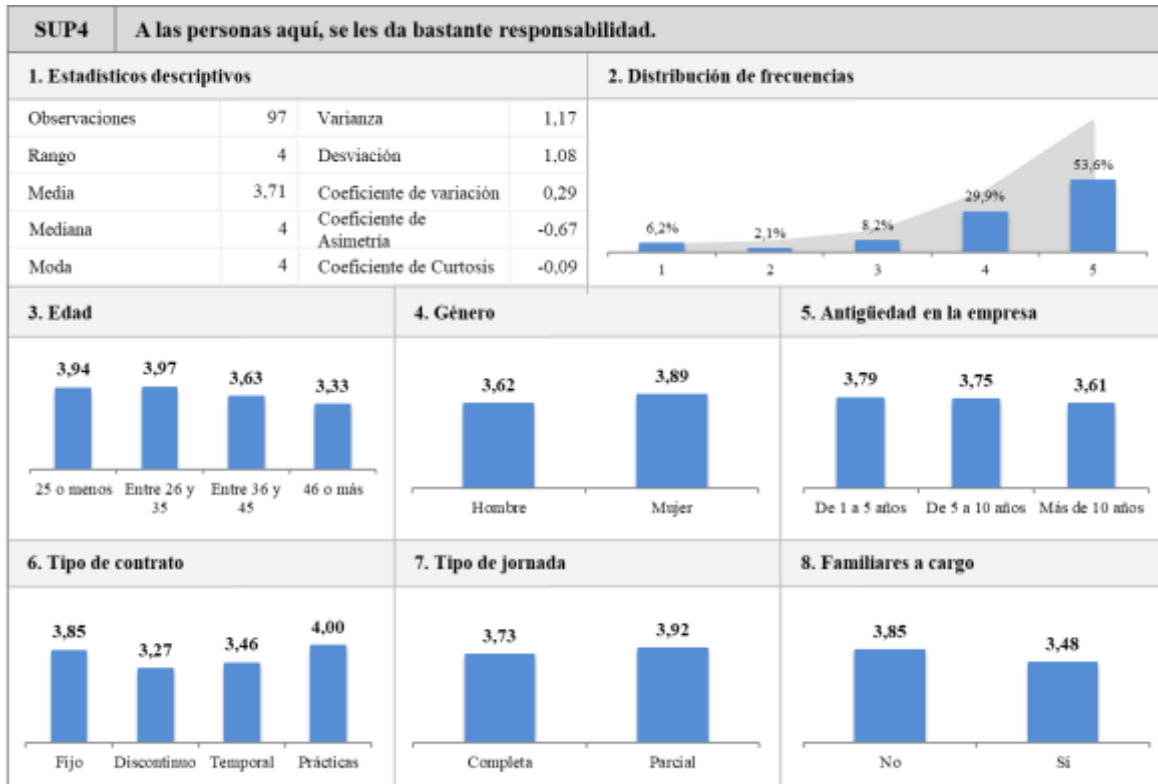 SUP4 A las personas aquí, se les da bastante responsabilidad.
1. Estadísticos descriptivos
Observaciones 97 Varianza 1,17
Rango 4 Desviación 1,08
Media 3,71 Coeficiente de variación 0,29
Mediana 4 Coeficiente de Asimetría -0,67
Moda 4 Coeficiente de Curtosis -0,09
2. Distribución de frecuencias
6,2% 2,1% 8,2% 29,9% 53,6%
1 2 3 4 5
3. Edad
3,94 3,97 3,63 3,33
25 o menos Entre 26 y 35 Entre 36 y 45 46 o más
4. Género
3,62 3,89
Hombre Mujer
5. Antigüedad en la empresa
3,79 3,75 3,61
De 1 a 5 años De 5 a 10 años Más de 10 años
6. Tipo de contrato
3,85 3,27 3,46 4,00
Fijo Discontinuo Temporal Prácticas
7. Tipo de jornada
3,73 3,92
Completa Parcial
8. Familiares a cargo
3,85 3,48
No Sí